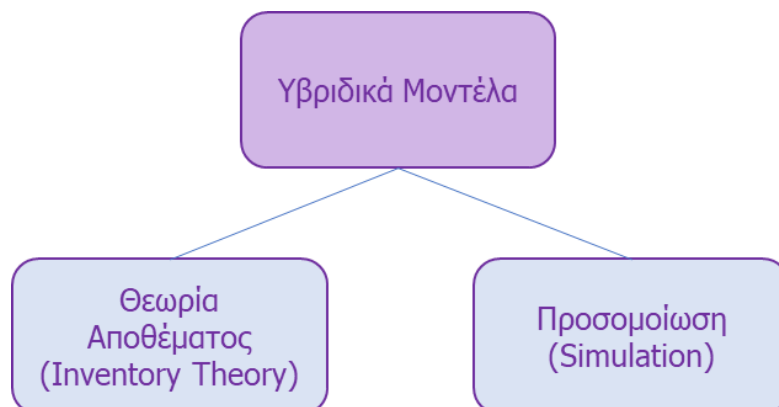 Υβριδικά Μοντέλα
Θεωρία
Αποθέματος
(Inventory Theory)
Προσομοίωση
(Simulation)